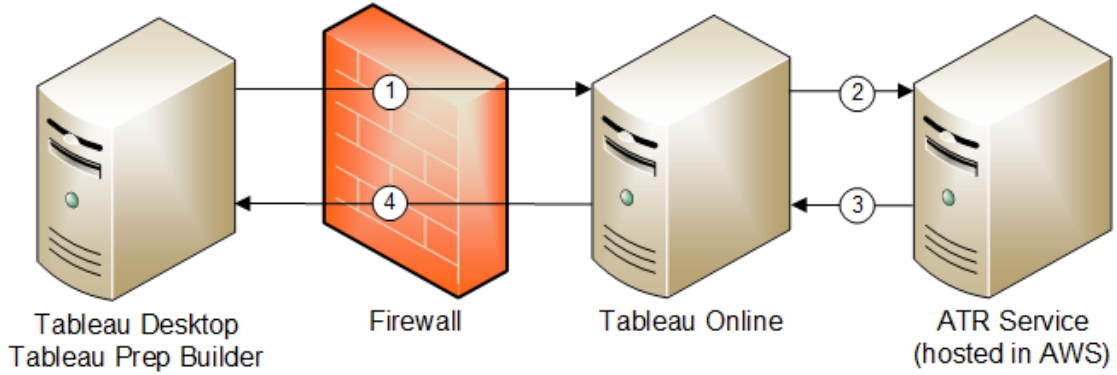 1
2
4
3
Tableau Desktop
Tableau Prep Builder
Firewall
Tableau Online
ATR Service
(hosted in AWS)